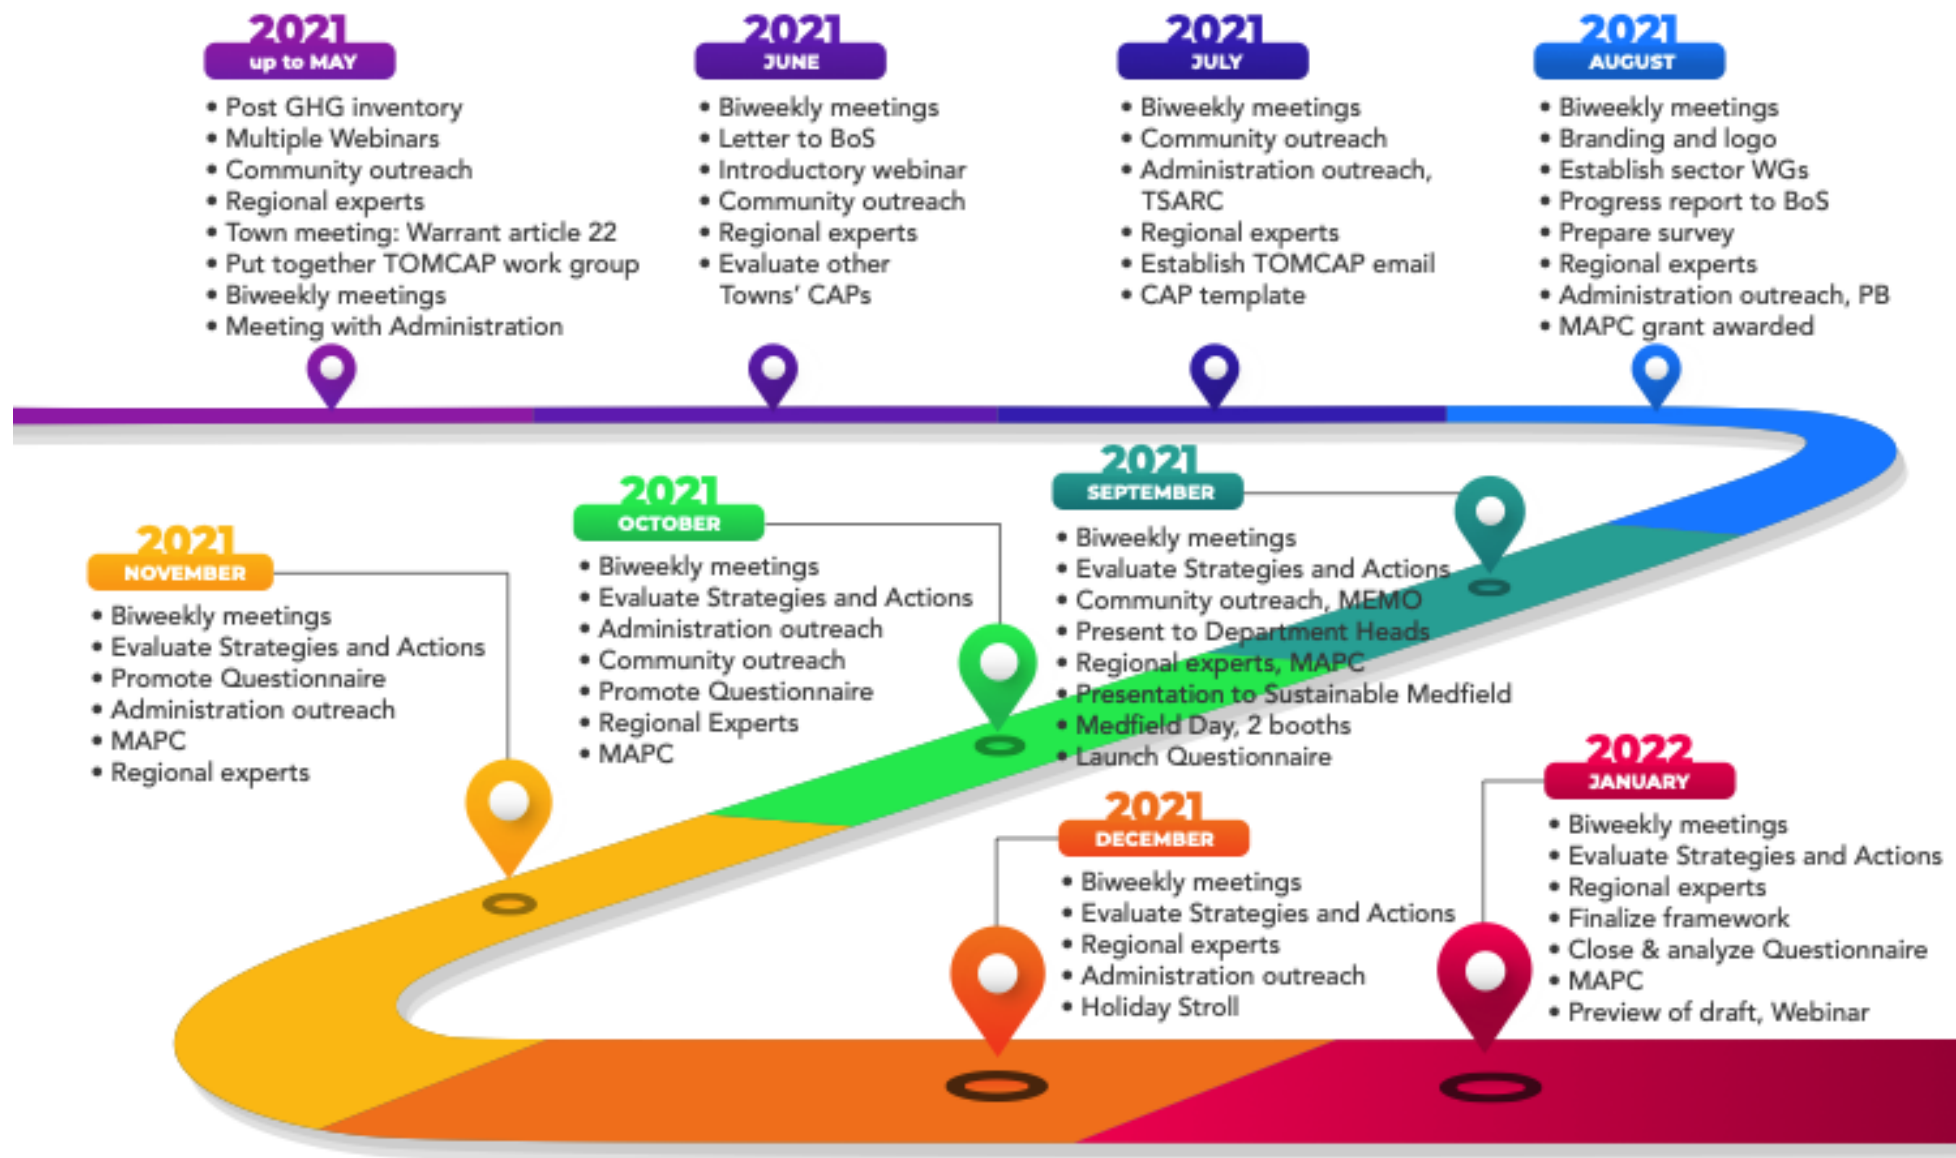 2021
up to MAY
• Post GHG inventory
• Multiple Webinars
• Community outreach
• Regional experts
• Town meeting: Warrant article 22
• Put together TOMCAP work group
• Biweekly meetings
• Meeting with Administration
2021
JUNE
• Biweekly meetings
• Letter to BoS
• Introductory webinar
• Community outreach
• Regional experts
• Evaluate other
Towns’ CAPs
2021
JULY
• Biweekly meetings
• Community outreach
• Administration outreach,
TSARC
• Regional experts
• Establish TOMCAP email
• CAP template
2021
AUGUST
• Biweekly meetings
• Branding and logo
• Establish sector WGs
• Progress report to BoS
• Prepare survey
• Regional experts
• Administration outreach, PB
• MAPC grant awarded
2021
SEPTEMBER
• Biweekly meetings
• Evaluate Strategies and Actions
• Community outreach, MEMO
• Present to Department Heads
• Regional experts, MAPC
• Presentation to Sustainable Medfield
• Medfield Day, 2 booths
• Launch Questionnaire
2021
OCTOBER
• Biweekly meetings
• Evaluate Strategies and Actions
• Administration outreach
• Community outreach
• Promote Questionnaire
• Regional Experts
• MAPC
2021
NOVEMBER
• Biweekly meetings
• Evaluate Strategies and Actions
• Promote Questionnaire
• Administration outreach
• MAPC
• Regional experts
2021
DECEMBER
• Biweekly meetings
• Evaluate Strategies and Actions
• Regional experts
• Administration outreach
• Holiday Stroll
2022
JANUARY
• Biweekly meetings
• Evaluate Strategies and Actions
• Regional experts
• Finalize framework
• Close & analyze Questionnaire
• MAPC
• Preview of draft, Webinar